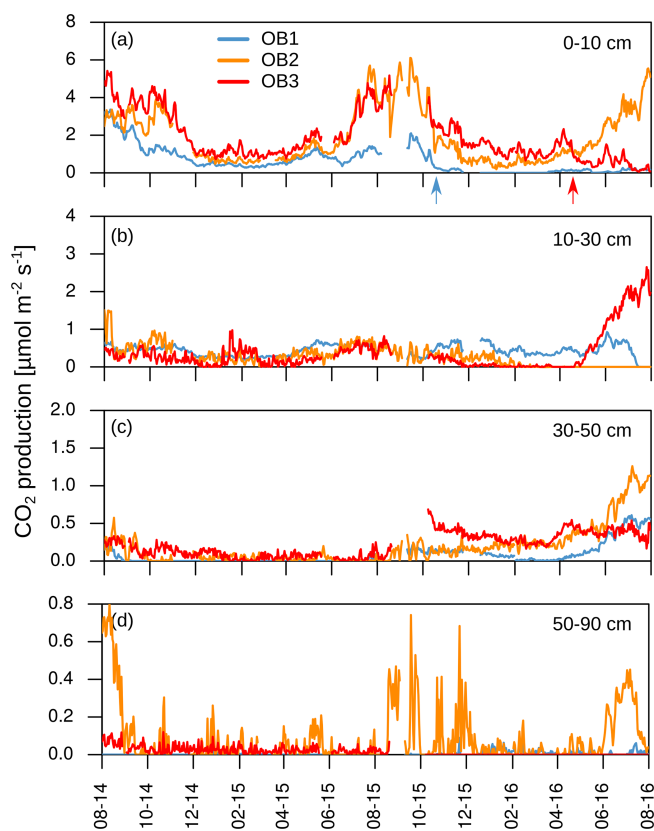 8
(a)
OB1
0-10 cm
6
OB2
OB3
4
2
0
4
(b)
10-30 cm
3
2
1
0
2.0
(c)
30-50 cm
1.5
1.0
0.5
0.0
0.8
(d)
50-90 cm
0.6
0.4
0.2
0.0
CO₂ production [µmol m⁻² s⁻¹]
08-14
10-14
12-14
02-15
04-15
06-15
08-15
10-15
12-15
02-16
04-16
06-16
08-16